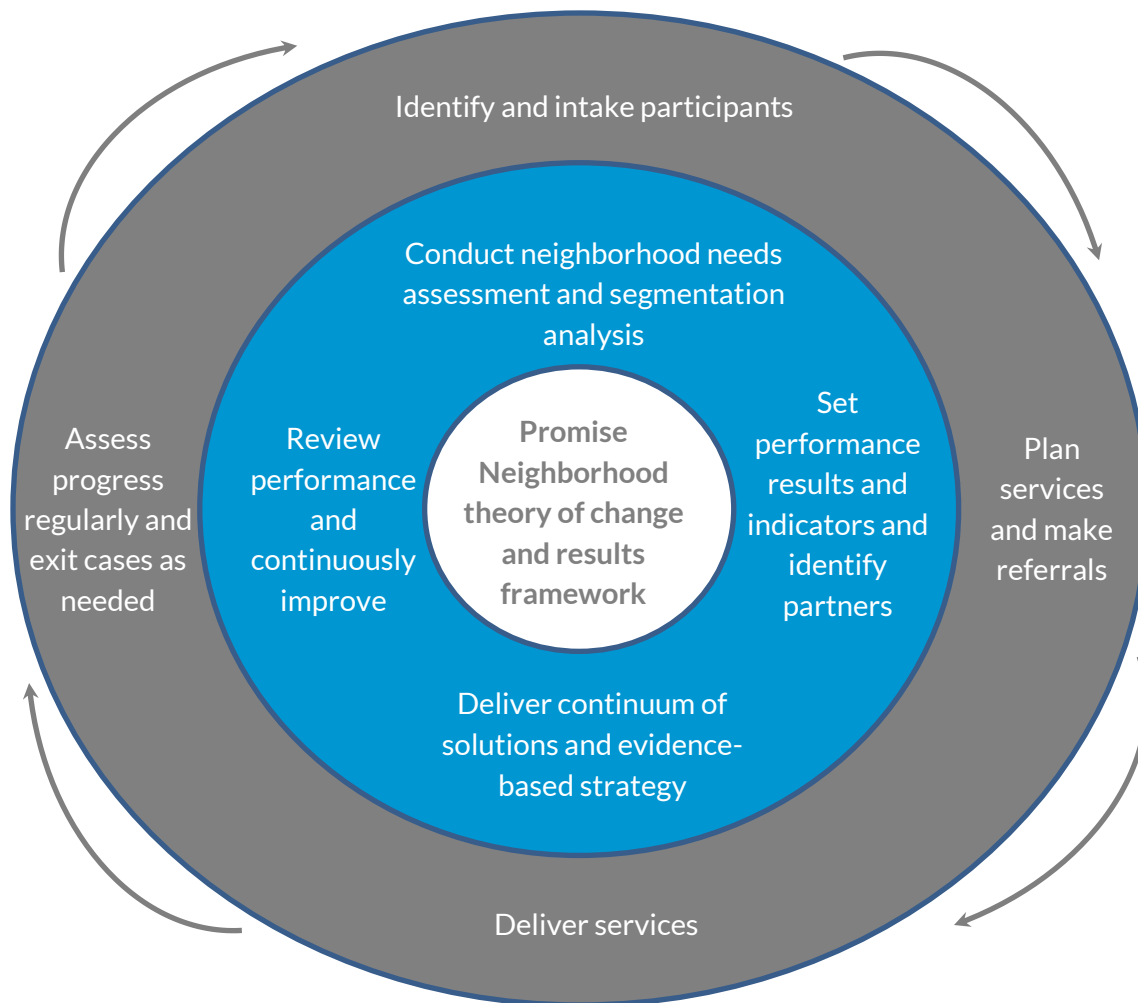 Identify and intake participants
Conduct neighborhood needs
assessment and segmentation
analysis
Assess
progress
regularly and
exit cases as
needed
Review
performance
and
continuously
improve
Promise
Neighborhood
theory of change
and results
framework
Set
performance
results and
indicators and
identify
partners
Plan
services
and make
referrals
Deliver continuum of
solutions and evidence-
based strategy
Deliver services